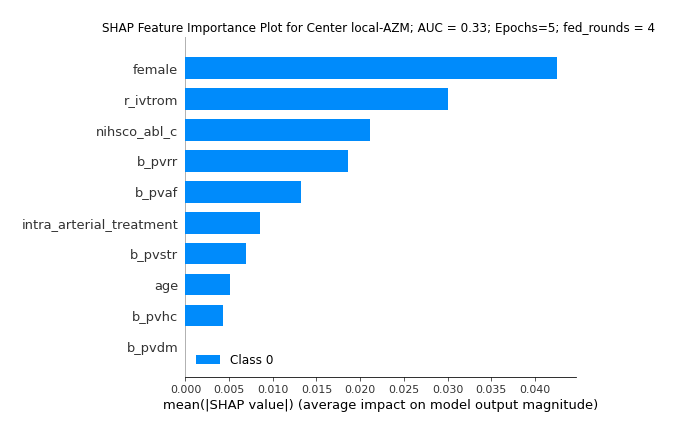 SHAP Feature Importance Plot for Center local-AZM; AUC = 0.33; Epochs=5; fed_rounds = 4
female
r_ivtrom
nihsco_abl_c
b_pvrr
b_pvaf
intra_arterial_treatment
b_pvstr
age
b_pvhc
b_pvdm
Class 0
0.000 0.005 0.010 0.015 0.020 0.025 0.030 0.035 0.040
mean(|SHAP value|) (average impact on model output magnitude)